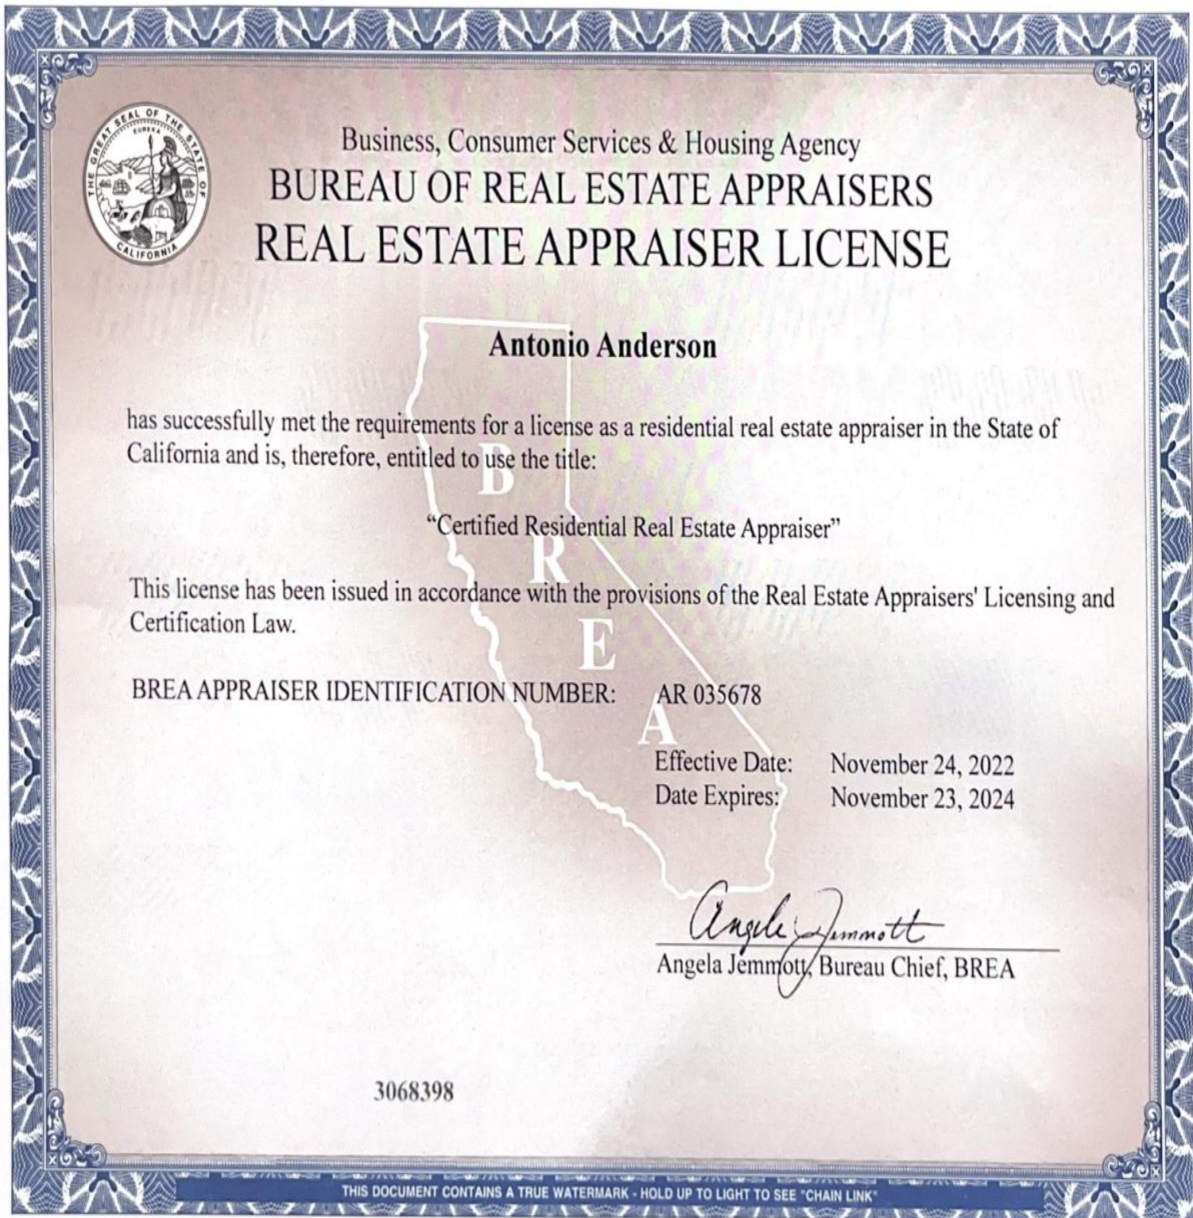 THE GREAT SEAL OF THE STATE OF CALIFORNIA
EUREKA
Business, Consumer Services & Housing Agency
BUREAU OF REAL ESTATE APPRAISERS
REAL ESTATE APPRAISER LICENSE
Antonio Anderson
has successfully met the requirements for a license as a residential real estate appraiser in the State of
California and is, therefore, entitled to use the title:
B
“Certified Residential Real Estate Appraiser”
R
This license has been issued in accordance with the provisions of the Real Estate Appraisers' Licensing and
Certification Law.
E
BREA APPRAISER IDENTIFICATION NUMBER: AR 035678
A
Effective Date: November 24, 2022
Date Expires: November 23, 2024
Angela Jemmott
Angela Jemmott, Bureau Chief, BREA
3068398
THIS DOCUMENT CONTAINS A TRUE WATERMARK - HOLD UP TO LIGHT TO SEE "CHAIN LINK"